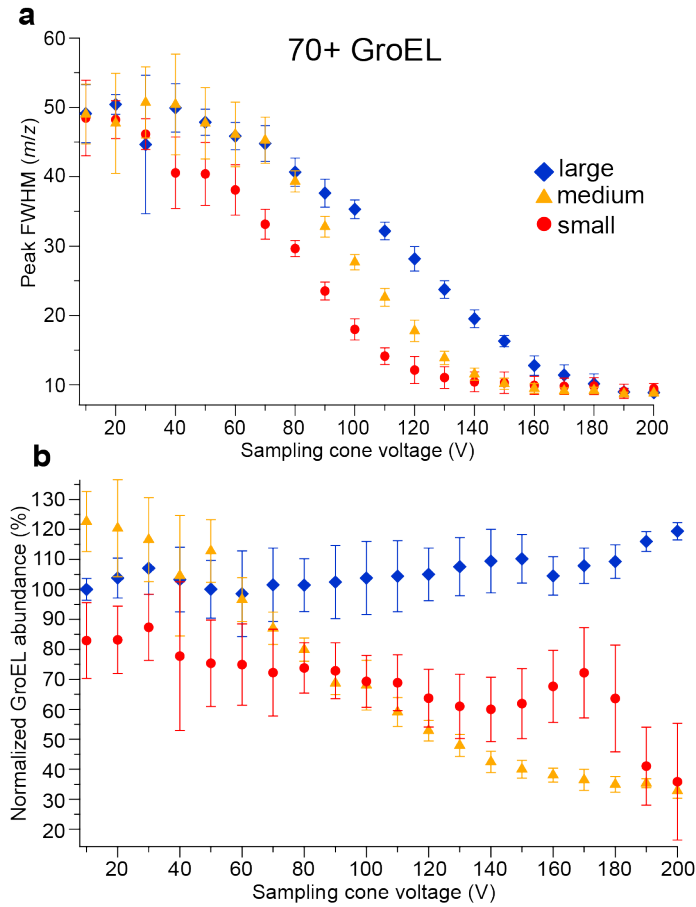 a
70+ GroEL
60
50
40
30
20
10
Peak FWHM (m/z)
large
medium
small
20 40 60 80 100 120 140 160 180 200
Sampling cone voltage (V)
b
130
120
110
100
90
80
70
60
50
40
30
20
Normalized GroEL abundance (%)
20 40 60 80 100 120 140 160 180 200
Sampling cone voltage (V)